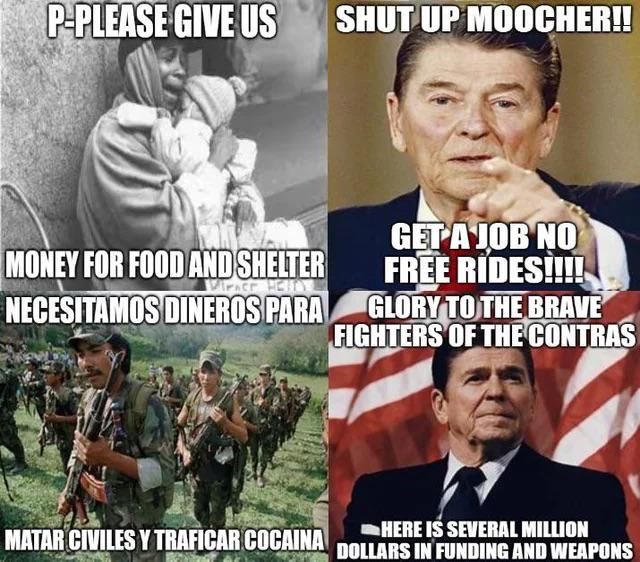 P-PLEASE GIVE US
MONEY FOR FOOD AND SHELTER
SHUT UP MOOCHER!!
GET A JOB NO
FREE RIDES!!!!
NECESITAMOS DINEROS PARA
MATAR CIVILES Y TRAFICAR COCAINA
GLORY TO THE BRAVE
FIGHTERS OF THE CONTRAS
HERE IS SEVERAL MILLION
DOLLARS IN FUNDING AND WEAPONS